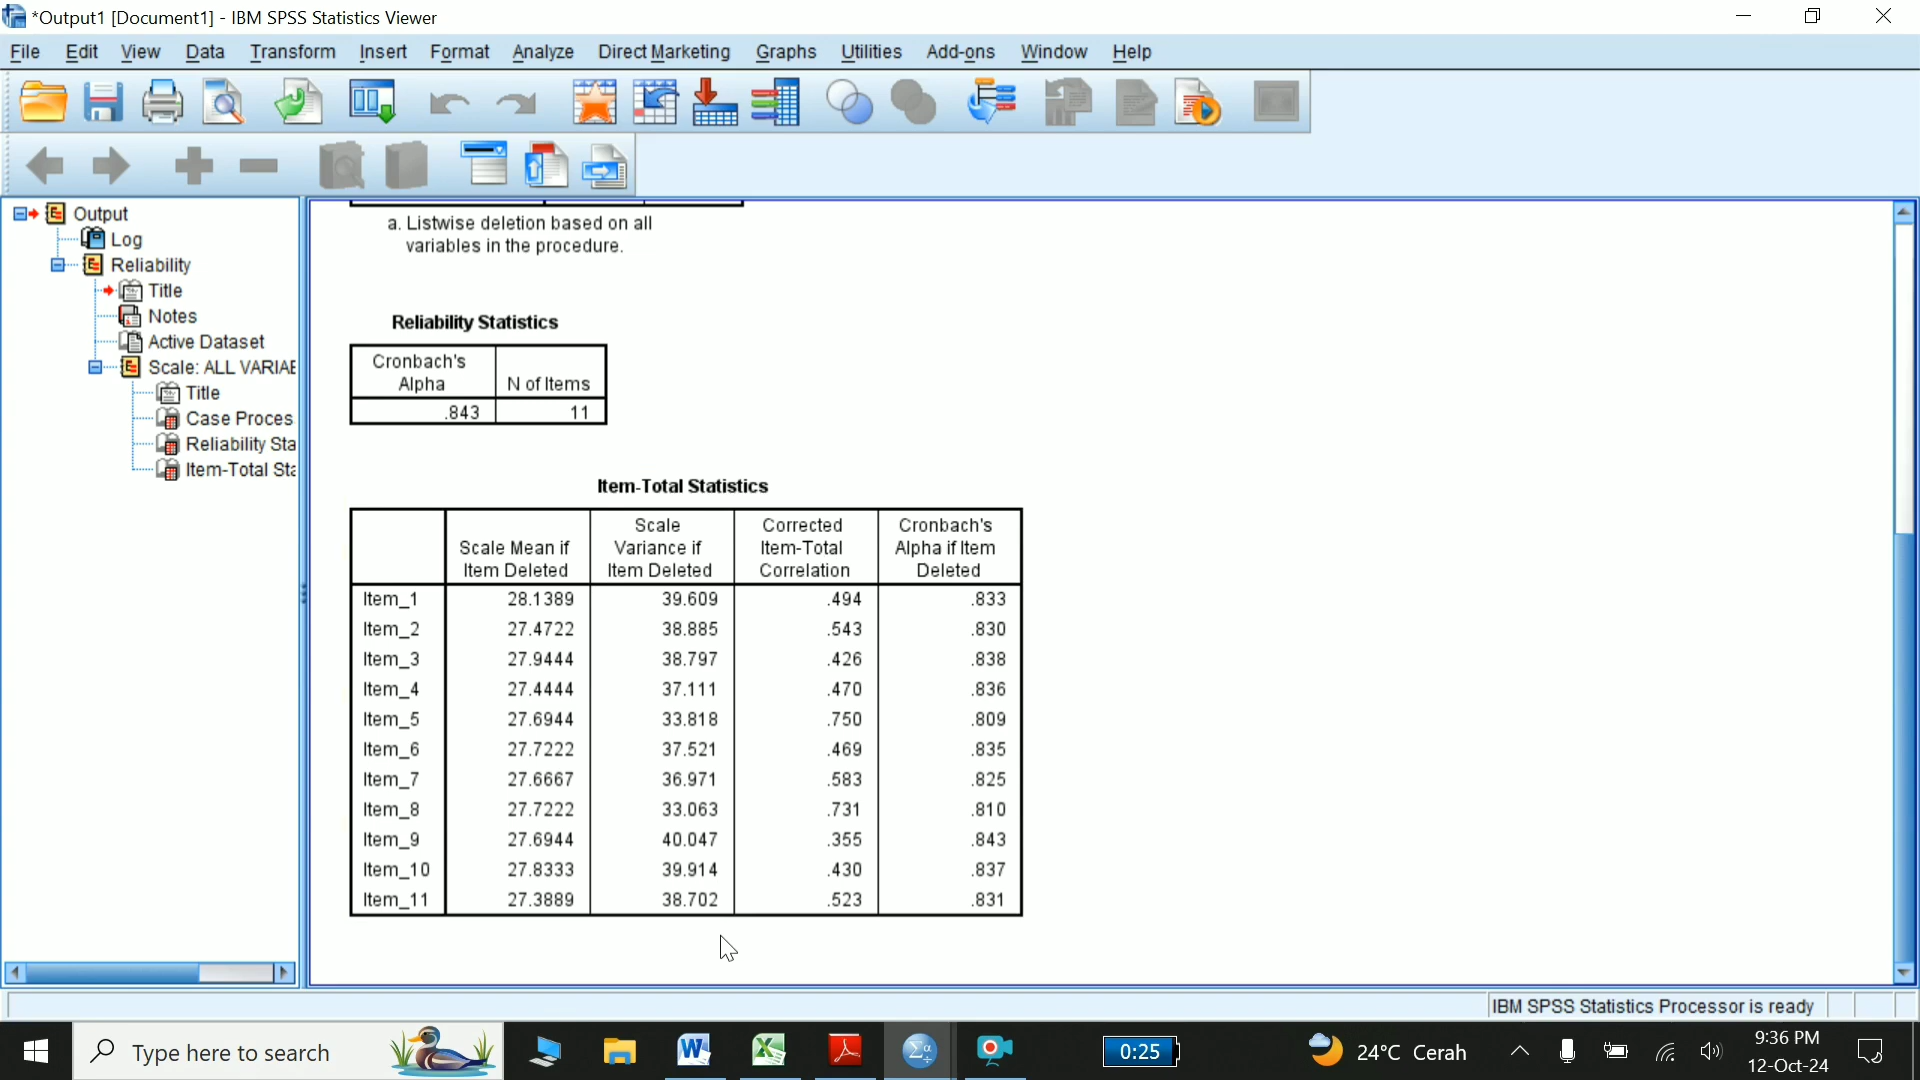 *Output1 [Document1] - IBM SPSS Statistics Viewer
File Edit View Data Transform Insert Format Analyze Direct Marketing Graphs Utilities Add-ons Window Help
Output
Log
Reliability
Title
Notes
Active Dataset
Scale: ALL VARIAE
Title
Case Proces
Reliability Sta
Item-Total Sta
a. Listwise deletion based on all
variables in the procedure.
Reliability Statistics
Cronbach's
Alpha N of Items
.843 11
Item-Total Statistics
Scale Mean if
Item Deleted
Scale
Variance if
Item Deleted
Corrected
Item-Total
Correlation
Cronbach's
Alpha if Item
Deleted
Item_1 28.1389 39.609 .494 .833
Item_2 27.4722 38.885 .543 .830
Item_3 27.9444 38.797 .426 .838
Item_4 27.4444 37.111 .470 .836
Item_5 27.6944 33.818 .750 .809
Item_6 27.7222 37.521 .469 .835
Item_7 27.6667 36.971 .583 .825
Item_8 27.7222 33.063 .731 .810
Item_9 27.6944 40.047 .355 .843
Item_10 27.8333 39.914 .430 .837
Item_11 27.3889 38.702 .523 .831
IBM SPSS Statistics Processor is ready
Type here to search
0:25
24°C Cerah
9:36 PM
12-Oct-24